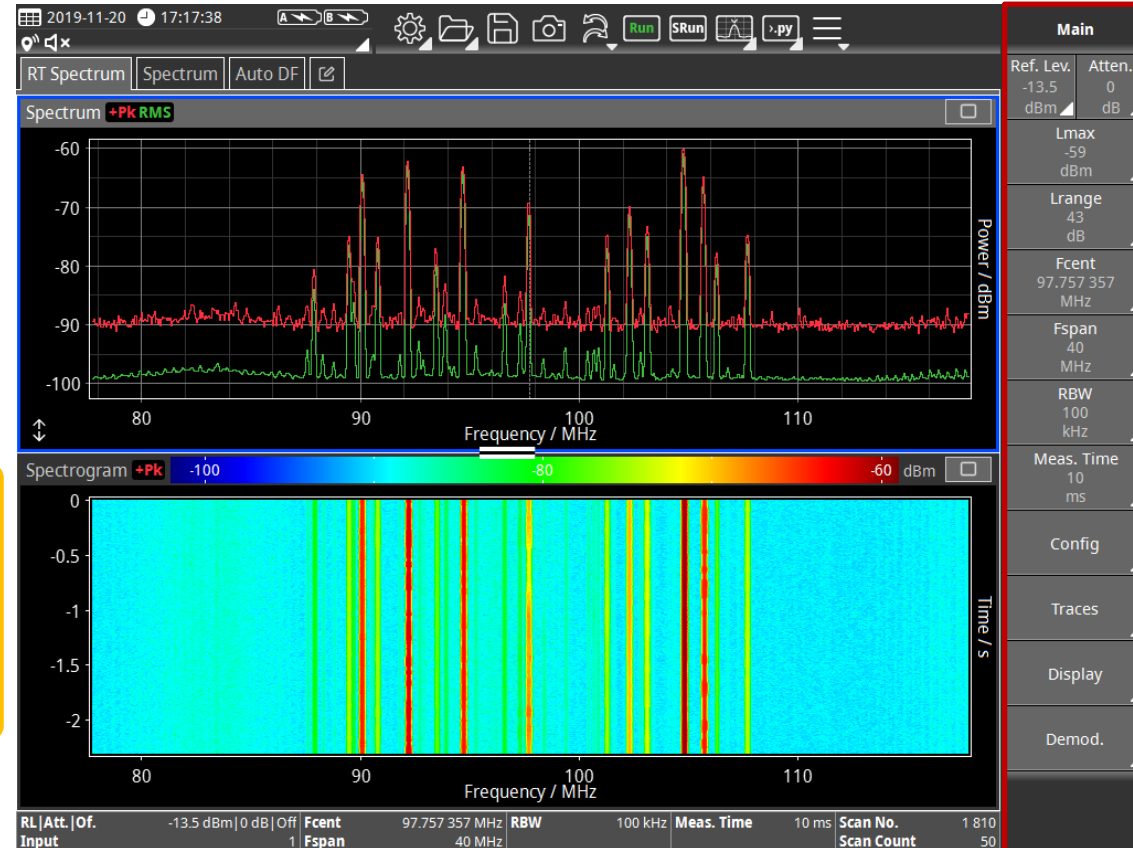 2019-11-20 17:17:38 A B Run SRun >.py
RT Spectrum Spectrum Auto DF
Spectrum +Pk RMS
-60
-70
-80
-90
-100
Power / dBm
80 90 100 110
Frequency / MHz
Spectrogram +Pk -100 -80 -60 dBm
0
-0.5
-1
-1.5
-2
Time / s
80 90 100 110
Frequency / MHz
RL|Att.|Of. -13.5 dBm|0 dB|Off Fcent 97.757 357 MHz RBW 100 kHz Meas. Time 10 ms Scan No. 1 810
Input 1 Fspan 40 MHz Scan Count 50
Main
Ref. Lev. Atten.
-13.5 0
dBm dB
Lmax
-59
dBm
Lrange
43
dB
Fcent
97.757 357
MHz
Fspan
40
MHz
RBW
100
kHz
Meas. Time
10
ms
Config
Traces
Display
Demod.